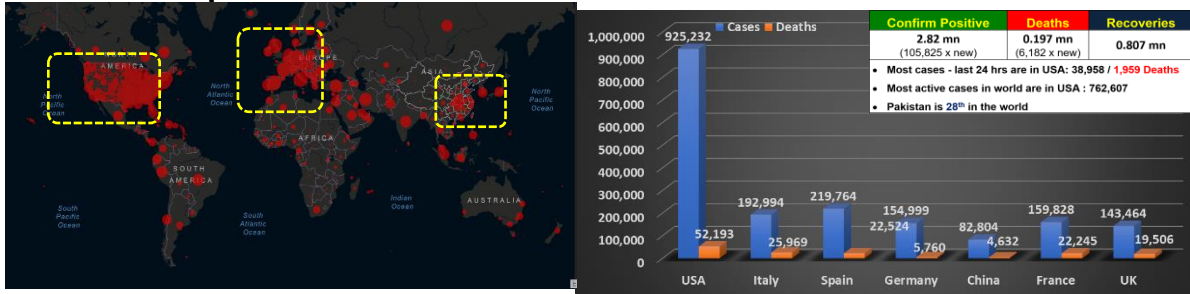 NORTH
AMERICA
North
Pacific
Ocean
North
Atlantic
Ocean
EUROPE
ASIA
North
Pacific
Ocean
AFRICA
SOUTH
AMERICA
South
Pacific
Ocean
South
Atlantic
Ocean
Indian
Ocean
AUSTRALIA
Cases Deaths
1,000,000
900,000
800,000
700,000
600,000
500,000
400,000
300,000
200,000
100,000
0
925,232
52,193
192,994
25,969
219,764
22,524
154,999
5,760
82,804
4,632
159,828
22,245
143,464
19,506
USA Italy Spain Germany China France UK
Confirm Positive Deaths Recoveries
2.82 mn 0.197 mn 0.807 mn
(105,825 x new) (6,182 x new)
• Most cases - last 24 hrs are in USA: 38,958 / 1,959 Deaths
• Most active cases in world are in USA : 762,607
• Pakistan is 28th in the world